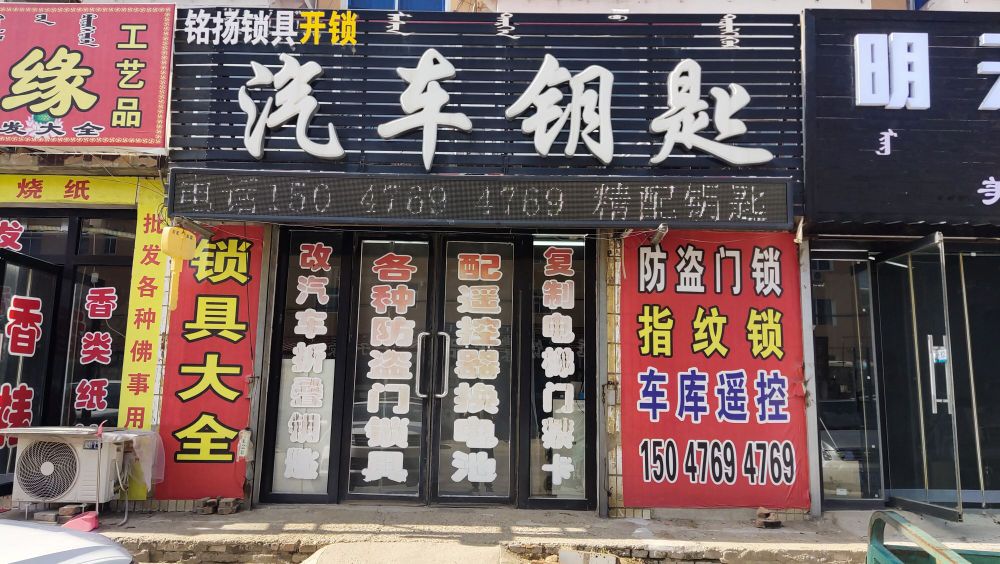 工艺品
缘
发大全
烧纸
批发各种佛事用
香类纸
香
铭扬锁具开锁
汽车钥匙
电话150 4769 4769 精配钥匙
锁具大全
改汽车折叠钥匙
各种防盗门锁具
配遥控器换电池
复制电梯门禁卡
防盗门锁
指纹锁
车库遥控
150 4769 4769
明
美